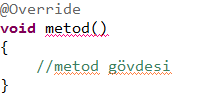 @Override
void metod()
{
    //metod gövdesi
}